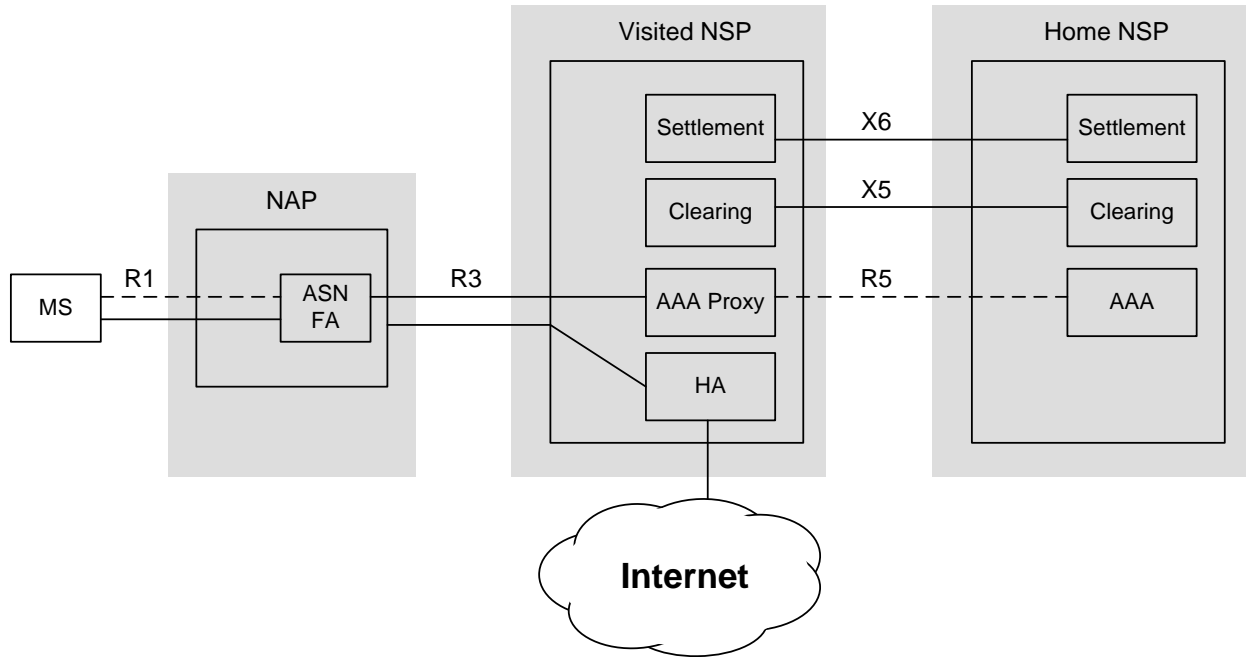 Visited NSP
Home NSP
Settlement
X6
Settlement
NAP
Clearing
X5
Clearing
MS
R1
ASN
FA
R3
AAA Proxy
R5
AAA
HA
Internet